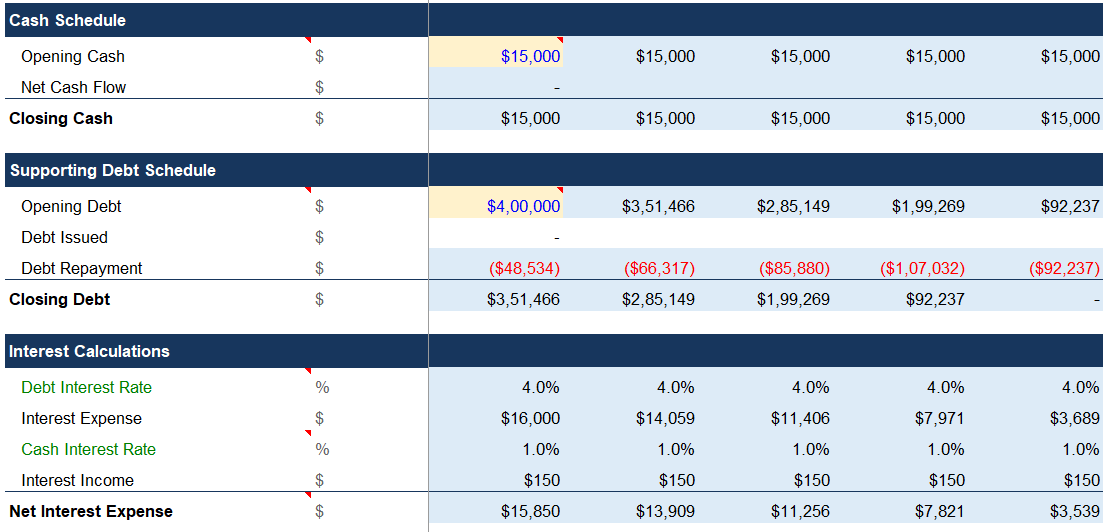 Cash Schedule
Opening Cash $ $15,000 $15,000 $15,000 $15,000 $15,000
Net Cash Flow $ -
Closing Cash $ $15,000 $15,000 $15,000 $15,000 $15,000
Supporting Debt Schedule
Opening Debt $ $4,00,000 $3,51,466 $2,85,149 $1,99,269 $92,237
Debt Issued $ -
Debt Repayment $ ($48,534) ($66,317) ($85,880) ($1,07,032) ($92,237)
Closing Debt $ $3,51,466 $2,85,149 $1,99,269 $92,237 -
Interest Calculations
Debt Interest Rate % 4.0% 4.0% 4.0% 4.0% 4.0%
Interest Expense $ $16,000 $14,059 $11,406 $7,971 $3,689
Cash Interest Rate % 1.0% 1.0% 1.0% 1.0% 1.0%
Interest Income $ $150 $150 $150 $150 $150
Net Interest Expense $ $15,850 $13,909 $11,256 $7,821 $3,539